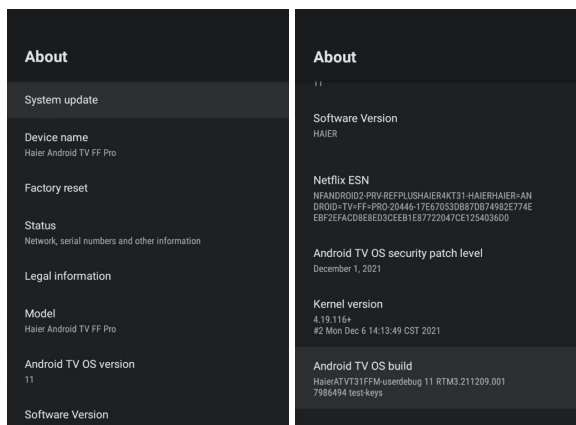 About
System update
Device name
Haier Android TV FF Pro
Factory reset
Status
Network, serial numbers and other information
Legal information
Model
Haier Android TV FF Pro
Android TV OS version
11
Software Version
About
11
Software Version
HAIER
Netflix ESN
NFANDROID2-PRV-REFPLUSHAIER4KT31-HAIERHAIER=AN
DROID=TV=FF=PRO-20446-17E67053DB87DB74982E774E
EBF2EFACD8E8ED3CEEB1E87722047CE1254036D0
Android TV OS security patch level
December 1, 2021
Kernel version
4.19.116+
#2 Mon Dec 6 14:13:49 CST 2021
Android TV OS build
HaierATVT31FFM-userdebug 11 RTM3.211209.001
7986494 test-keys